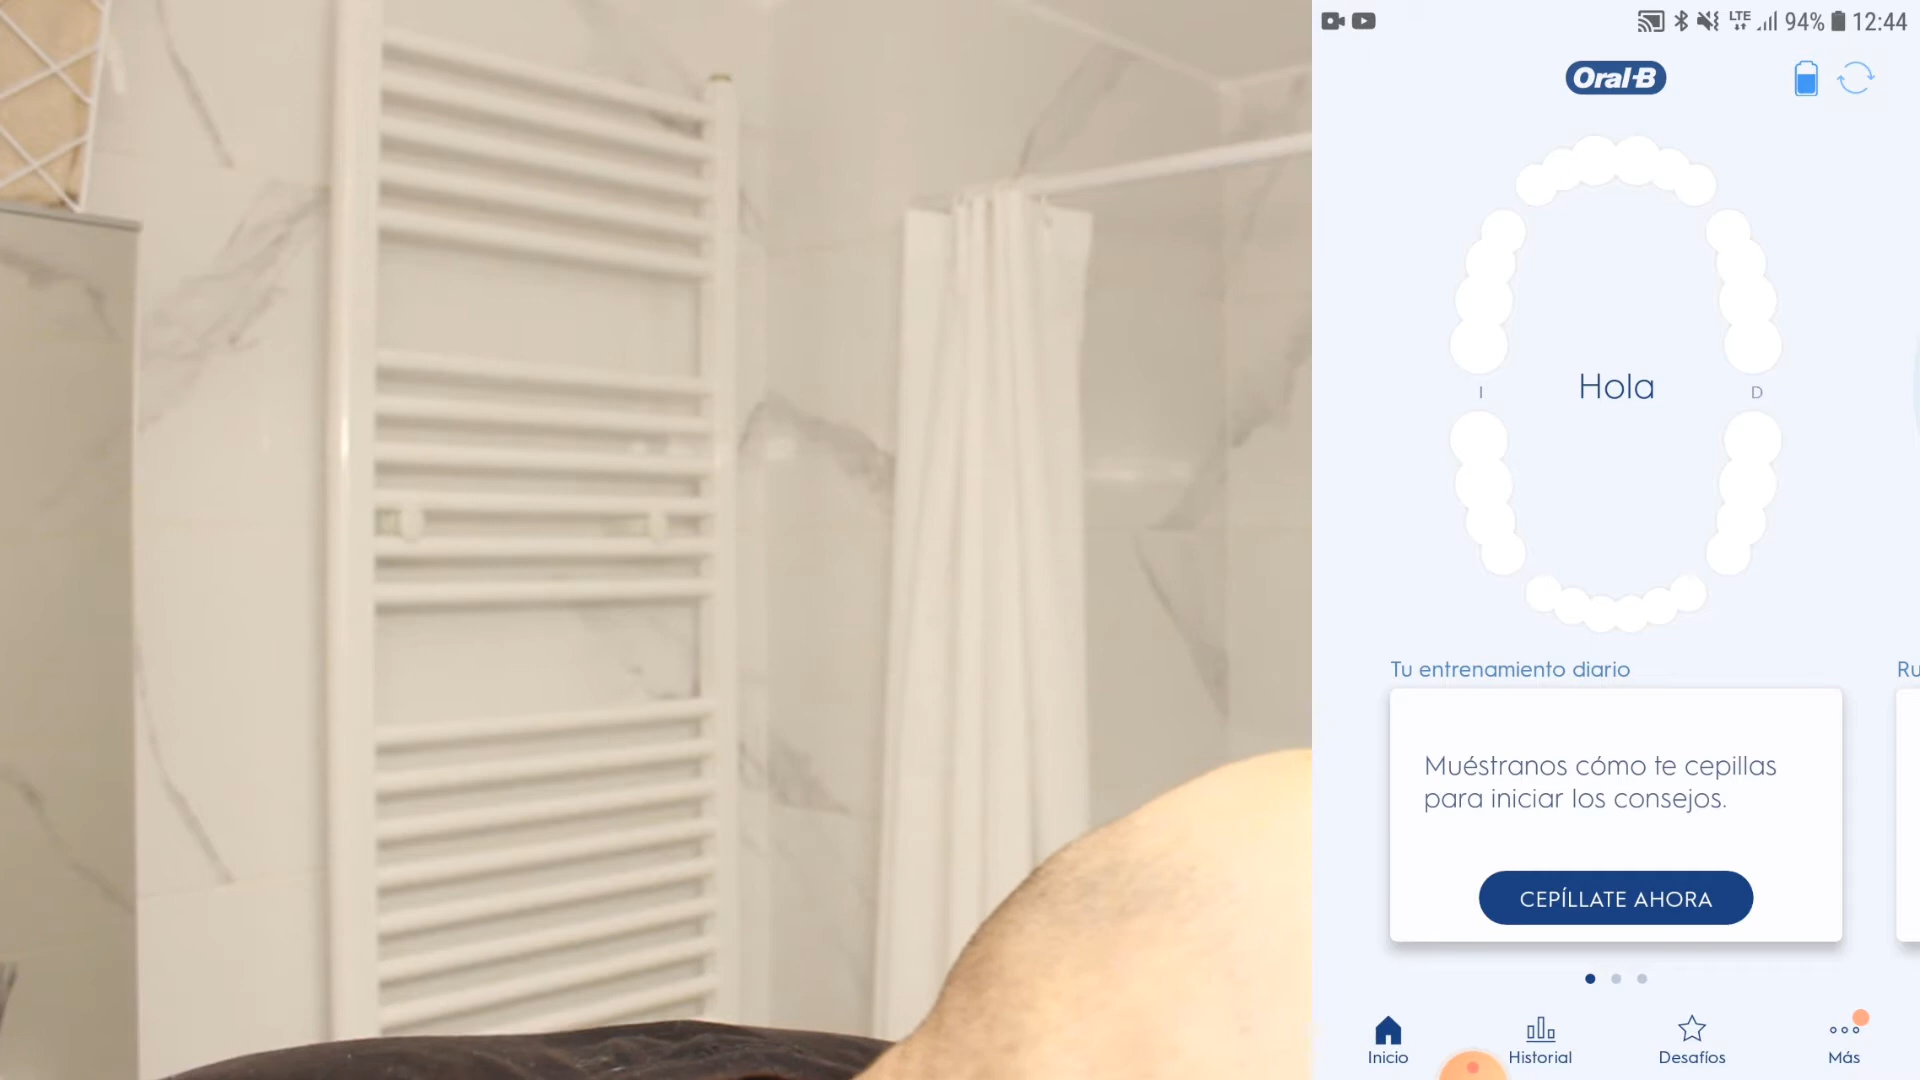 LTE 94% 12:44
Oral-B
I Hola D
Tu entrenamiento diario
Ru
Muéstranos cómo te cepillas
para iniciar los consejos.
CEPÍLLATE AHORA
Inicio Historial Desafíos Más